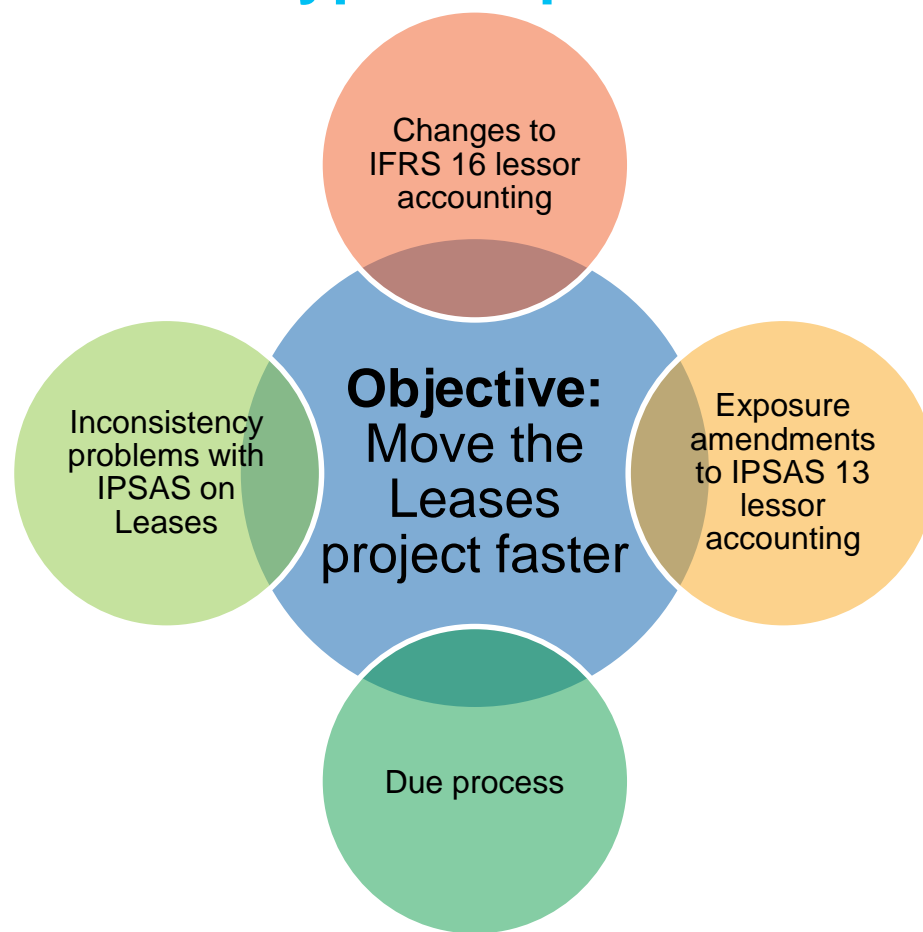 Changes to
IFRS 16 lessor
accounting
Objective:
Move the
Leases
project faster
Inconsistency
problems with
IPSAS on
Leases
Exposure
amendments
to IPSAS 13
lessor
accounting
Due process